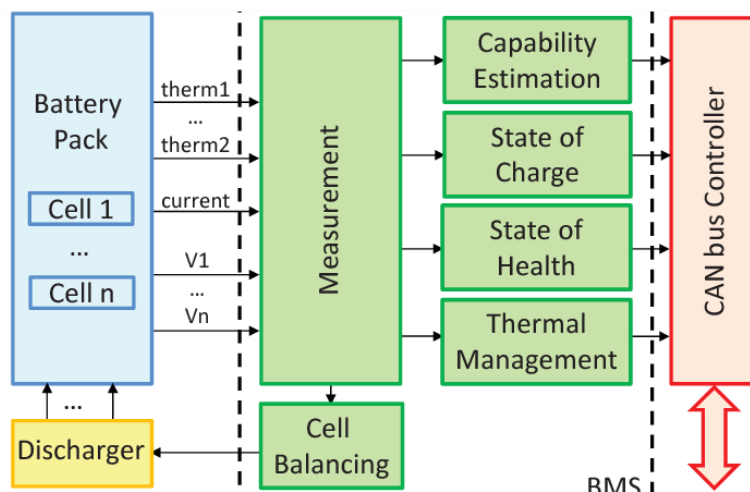 Battery
Pack
Cell 1
...
Cell n
therm1
...
therm2
current
V1
...
Vn
Measurement
Capability
Estimation
State of
Charge
State of
Health
Thermal
Management
CAN bus Controller
...
Discharger
Cell
Balancing
BMS